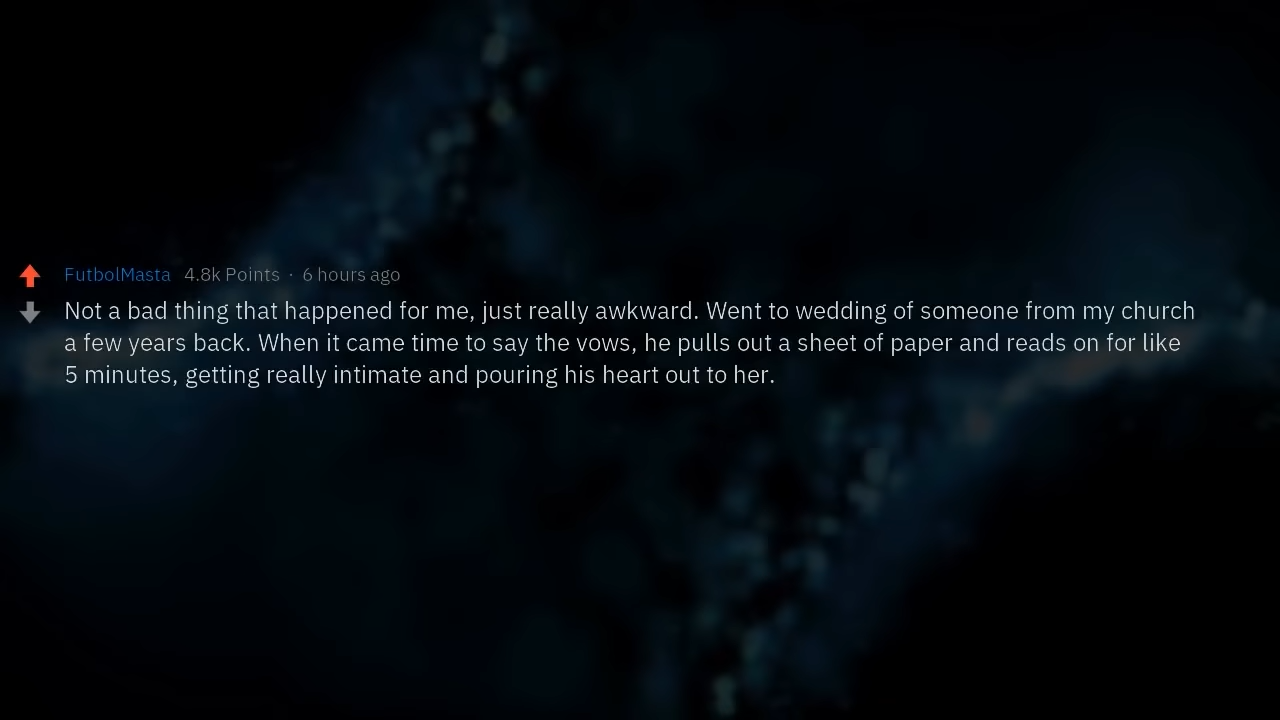 FutbolMasta 4.8k Points · 6 hours ago
Not a bad thing that happened for me, just really awkward. Went to wedding of someone from my church
a few years back. When it came time to say the vows, he pulls out a sheet of paper and reads on for like
5 minutes, getting really intimate and pouring his heart out to her.